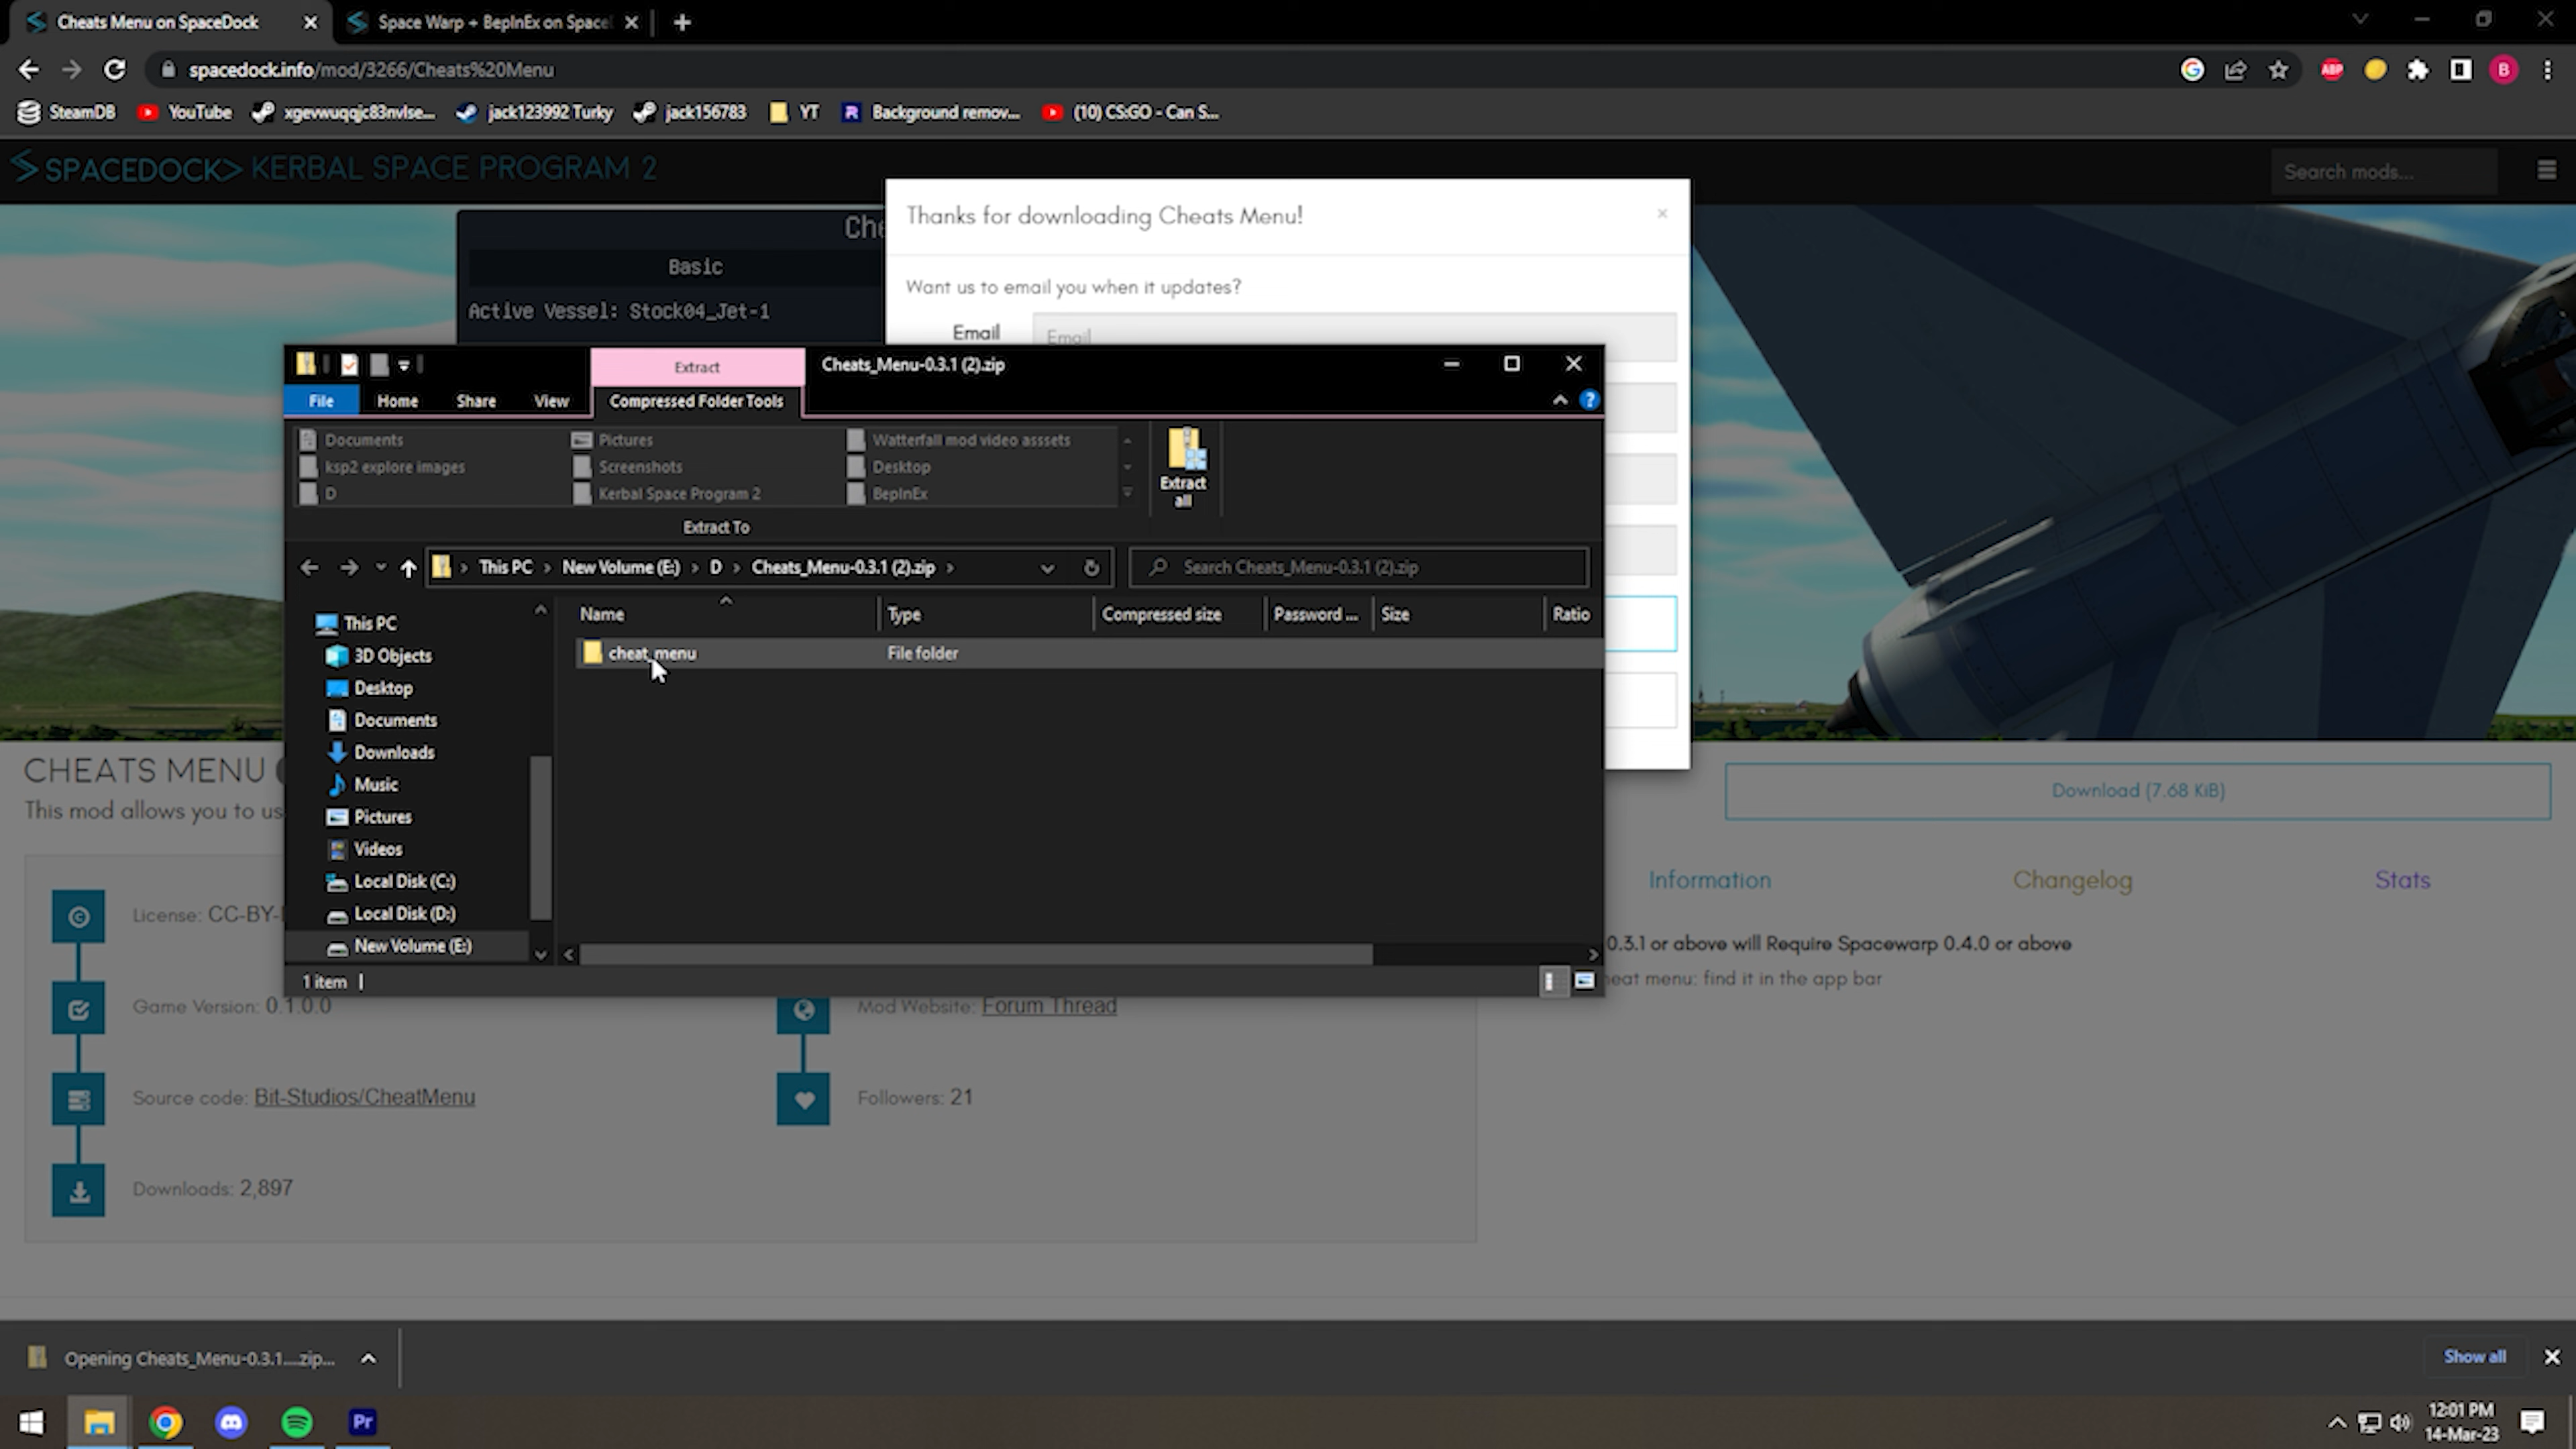 Cheats Menu on SpaceDock
Space Warp + BepInEx on Space
spacedock.info/mod/3266/Cheats%20Menu
ABP
B
SteamDB
YouTube
xgevwuqqjc83nvlse...
jack123992 Turky
jack156783
YT
Background remov...
(10) CS:GO - Can S...
SPACEDOCK> KERBAL SPACE PROGRAM 2
Search mods...
Thanks for downloading Cheats Menu!
Want us to email you when it updates?
Email
Email
Che
Basic
Active Vessel: Stock04_Jet-1
Extract
Cheats_Menu-0.3.1 (2).zip
File
Home
Share
View
Compressed Folder Tools
Documents
Pictures
Watterfall mod video asssets
ksp2 explore images
Screenshots
Desktop
D
Kerbal Space Program 2
BepInEx
Extract
all
Extract To
This PC > New Volume (E:) > D > Cheats_Menu-0.3.1 (2).zip >
Search Cheats_Menu-0.3.1 (2).zip
Name
Type
Compressed size
Password ...
Size
Ratio
cheat_menu
File folder
This PC
3D Objects
Desktop
Documents
Downloads
Music
Pictures
Videos
Local Disk (C:)
Local Disk (D:)
New Volume (E:)
1 item
CHEATS MENU (
This mod allows you to us
Download (7.68 KiB)
Information
Changelog
Stats
0.3.1 or above will Require Spacewarp 0.4.0 or above
heat menu: find it in the app bar
License: CC-BY-
Game Version: 0.1.0.0
Mod Website: Forum Thread
Source code: Bit-Studios/CheatMenu
Followers: 21
Downloads: 2,897
Opening Cheats_Menu-0.3.1....zip...
Show all
Pr
12:01 PM
14-Mar-23